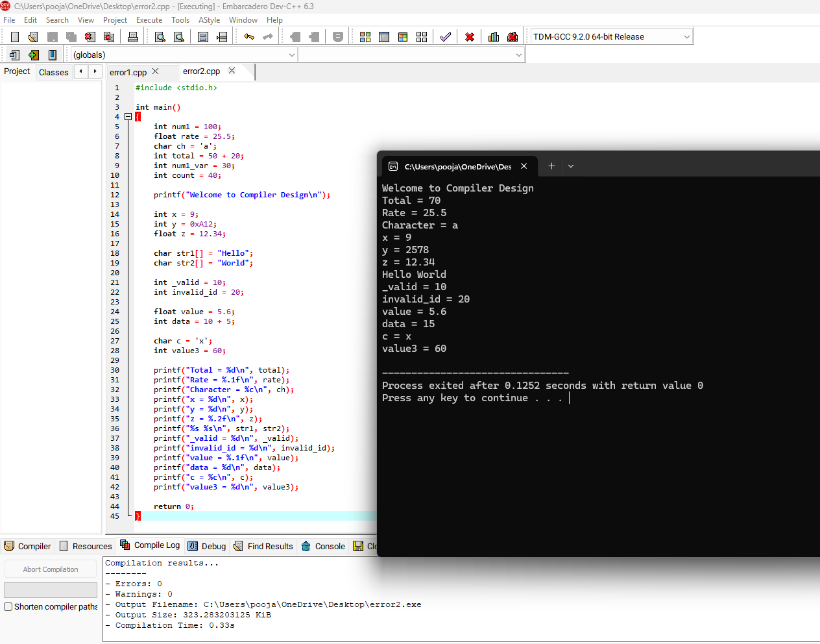 C:\Users\pooja\OneDrive\Desktop\error2.cpp - [Executing] - Embarcadero Dev-C++ 6.3
File Edit Search View Project Execute Tools AStyle Window Help
TDM-GCC 9.2.0 64-bit Release
(globals)
Project Classes
error1.cpp error2.cpp
1 #include <stdio.h>
2
3 int main()
4 {
5 int num1 = 100;
6 float rate = 25.5;
7 char ch = 'a';
8 int total = 50 + 20;
9 int num1_var = 30;
10 int count = 40;
11
12 printf("Welcome to Compiler Design\n");
13
14 int x = 9;
15 int y = 0xA12;
16 float z = 12.34;
17
18 char str1[] = "Hello";
19 char str2[] = "World";
20
21 int _valid = 10;
22 int invalid_id = 20;
23
24 float value = 5.6;
25 int data = 10 + 5;
26
27 char c = 'x';
28 int value3 = 60;
29
30 printf("Total = %d\n", total);
31 printf("Rate = %.1f\n", rate);
32 printf("Character = %c\n", ch);
33 printf("x = %d\n", x);
34 printf("y = %d\n", y);
35 printf("z = %.2f\n", z);
36 printf("%s %s\n", str1, str2);
37 printf("_valid = %d\n", _valid);
38 printf("invalid_id = %d\n", invalid_id);
39 printf("value = %.1f\n", value);
40 printf("data = %d\n", data);
41 printf("c = %c\n", c);
42 printf("value3 = %d\n", value3);
43
44 return 0;
45 }
C:\Users\pooja\OneDrive\Des
Welcome to Compiler Design
Total = 70
Rate = 25.5
Character = a
x = 9
y = 2578
z = 12.34
Hello World
_valid = 10
invalid_id = 20
value = 5.6
data = 15
c = x
value3 = 60
--------------------------------
Process exited after 0.1252 seconds with return value 0
Press any key to continue . . .
Compiler Resources Compile Log Debug Find Results Console Clo
Abort Compilation
Shorten compiler paths
Compilation results...
--------
- Errors: 0
- Warnings: 0
- Output Filename: C:\Users\pooja\OneDrive\Desktop\error2.exe
- Output Size: 323.283203125 KiB
- Compilation Time: 0.33s